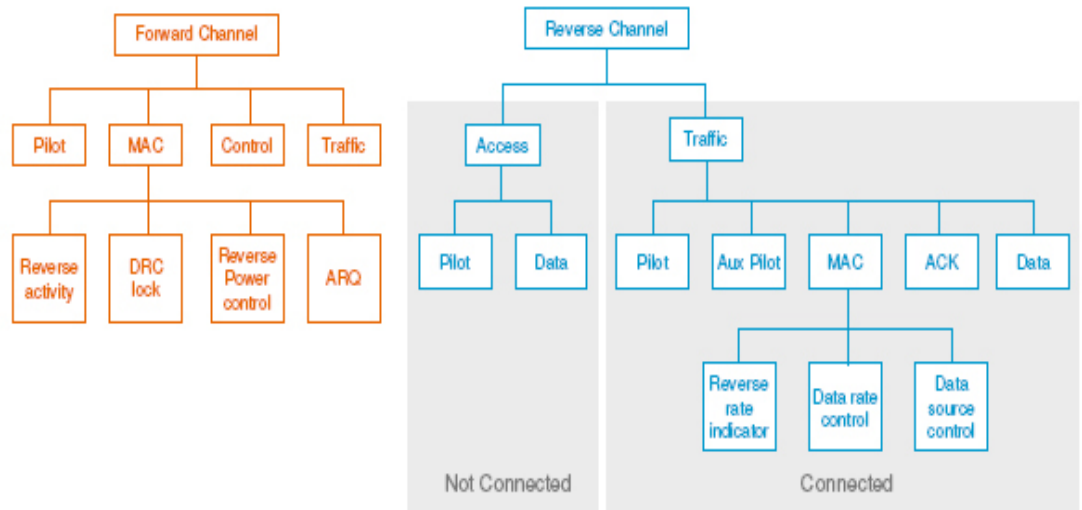 Forward Channel
Pilot
MAC
Control
Traffic
Reverse
activity
DRC
lock
Reverse
Power
control
ARQ
Reverse Channel
Access
Pilot
Data
Not Connected
Traffic
Pilot
Aux Pilot
MAC
ACK
Data
Reverse
rate
indicator
Data rate
control
Data
source
control
Connected